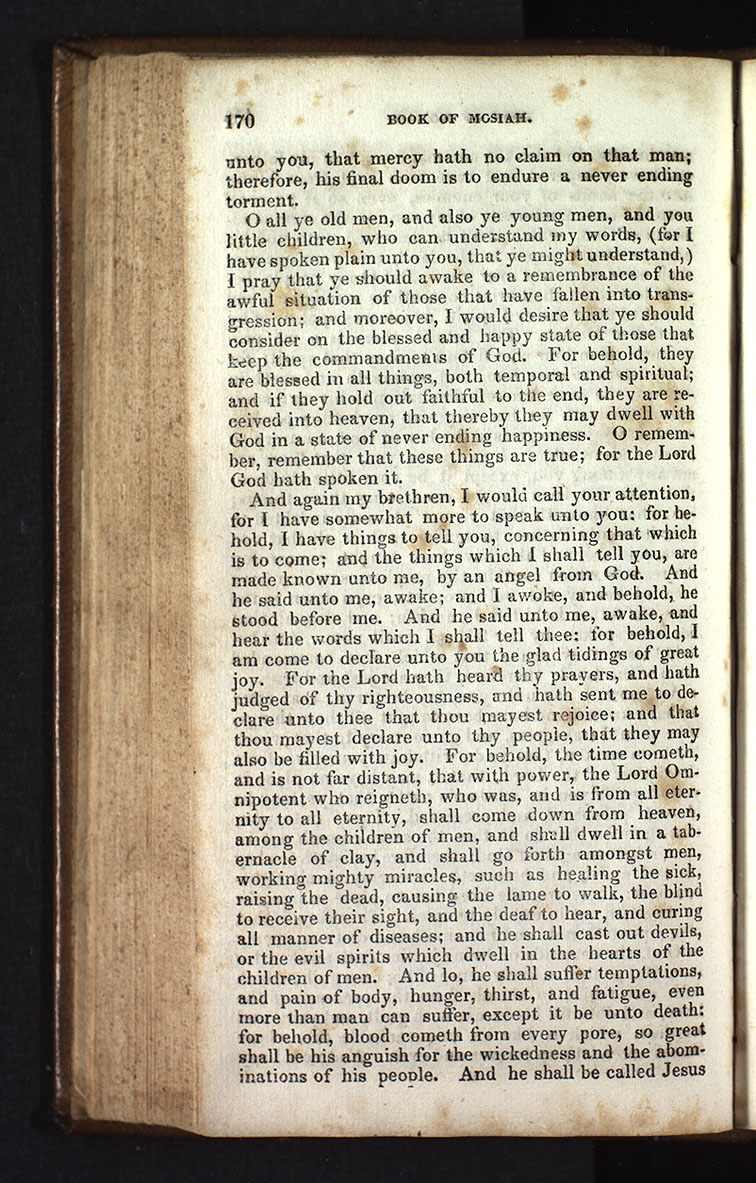 170 BOOK OF MOSIAH.
unto you, that mercy hath no claim on that man;
therefore, his final doom is to endure a never ending
torment.
O all ye old men, and also ye young men, and you
little children, who can understand my words, (for I
have spoken plain unto you, that ye might understand,)
I pray that ye should awake to a remembrance of the
awful situation of those that have fallen into trans-
gression; and moreover, I would desire that ye should
consider on the blessed and happy state of those that
keep the commandments of God. For behold, they
are blessed in all things, both temporal and spiritual;
and if they hold out faithful to the end, they are re-
ceived into heaven, that thereby they may dwell with
God in a state of never ending happiness. O remem-
ber, remember that these things are true; for the Lord
God hath spoken it.
And again my brethren, I would call your attention,
for I have somewhat more to speak unto you: for be-
hold, I have things to tell you, concerning that which
is to come; and the things which I shall tell you, are
made known unto me, by an angel from God. And
he said unto me, awake; and I awoke, and behold, he
stood before me. And he said unto me, awake, and
hear the words which I shall tell thee: for behold, I
am come to declare unto you the glad tidings of great
joy. For the Lord hath heard thy prayers, and hath
judged of thy righteousness, and hath sent me to de-
clare unto thee that thou mayest rejoice; and that
thou mayest declare unto thy people, that they may
also be filled with joy. For behold, the time cometh,
and is not far distant, that with power, the Lord Om-
nipotent who reigneth, who was, and is from all eter-
nity to all eternity, shall come down from heaven,
among the children of men, and shall dwell in a tab-
ernacle of clay, and shall go forth amongst men,
working mighty miracles, such as healing the sick,
raising the dead, causing the lame to walk, the blind
to receive their sight, and the deaf to hear, and curing
all manner of diseases; and he shall cast out devils,
or the evil spirits which dwell in the hearts of the
children of men. And lo, he shall suffer temptations,
and pain of body, hunger, thirst, and fatigue, even
more than man can suffer, except it be unto death:
for behold, blood cometh from every pore, so great
shall be his anguish for the wickedness and the abom-
inations of his people. And he shall be called Jesus